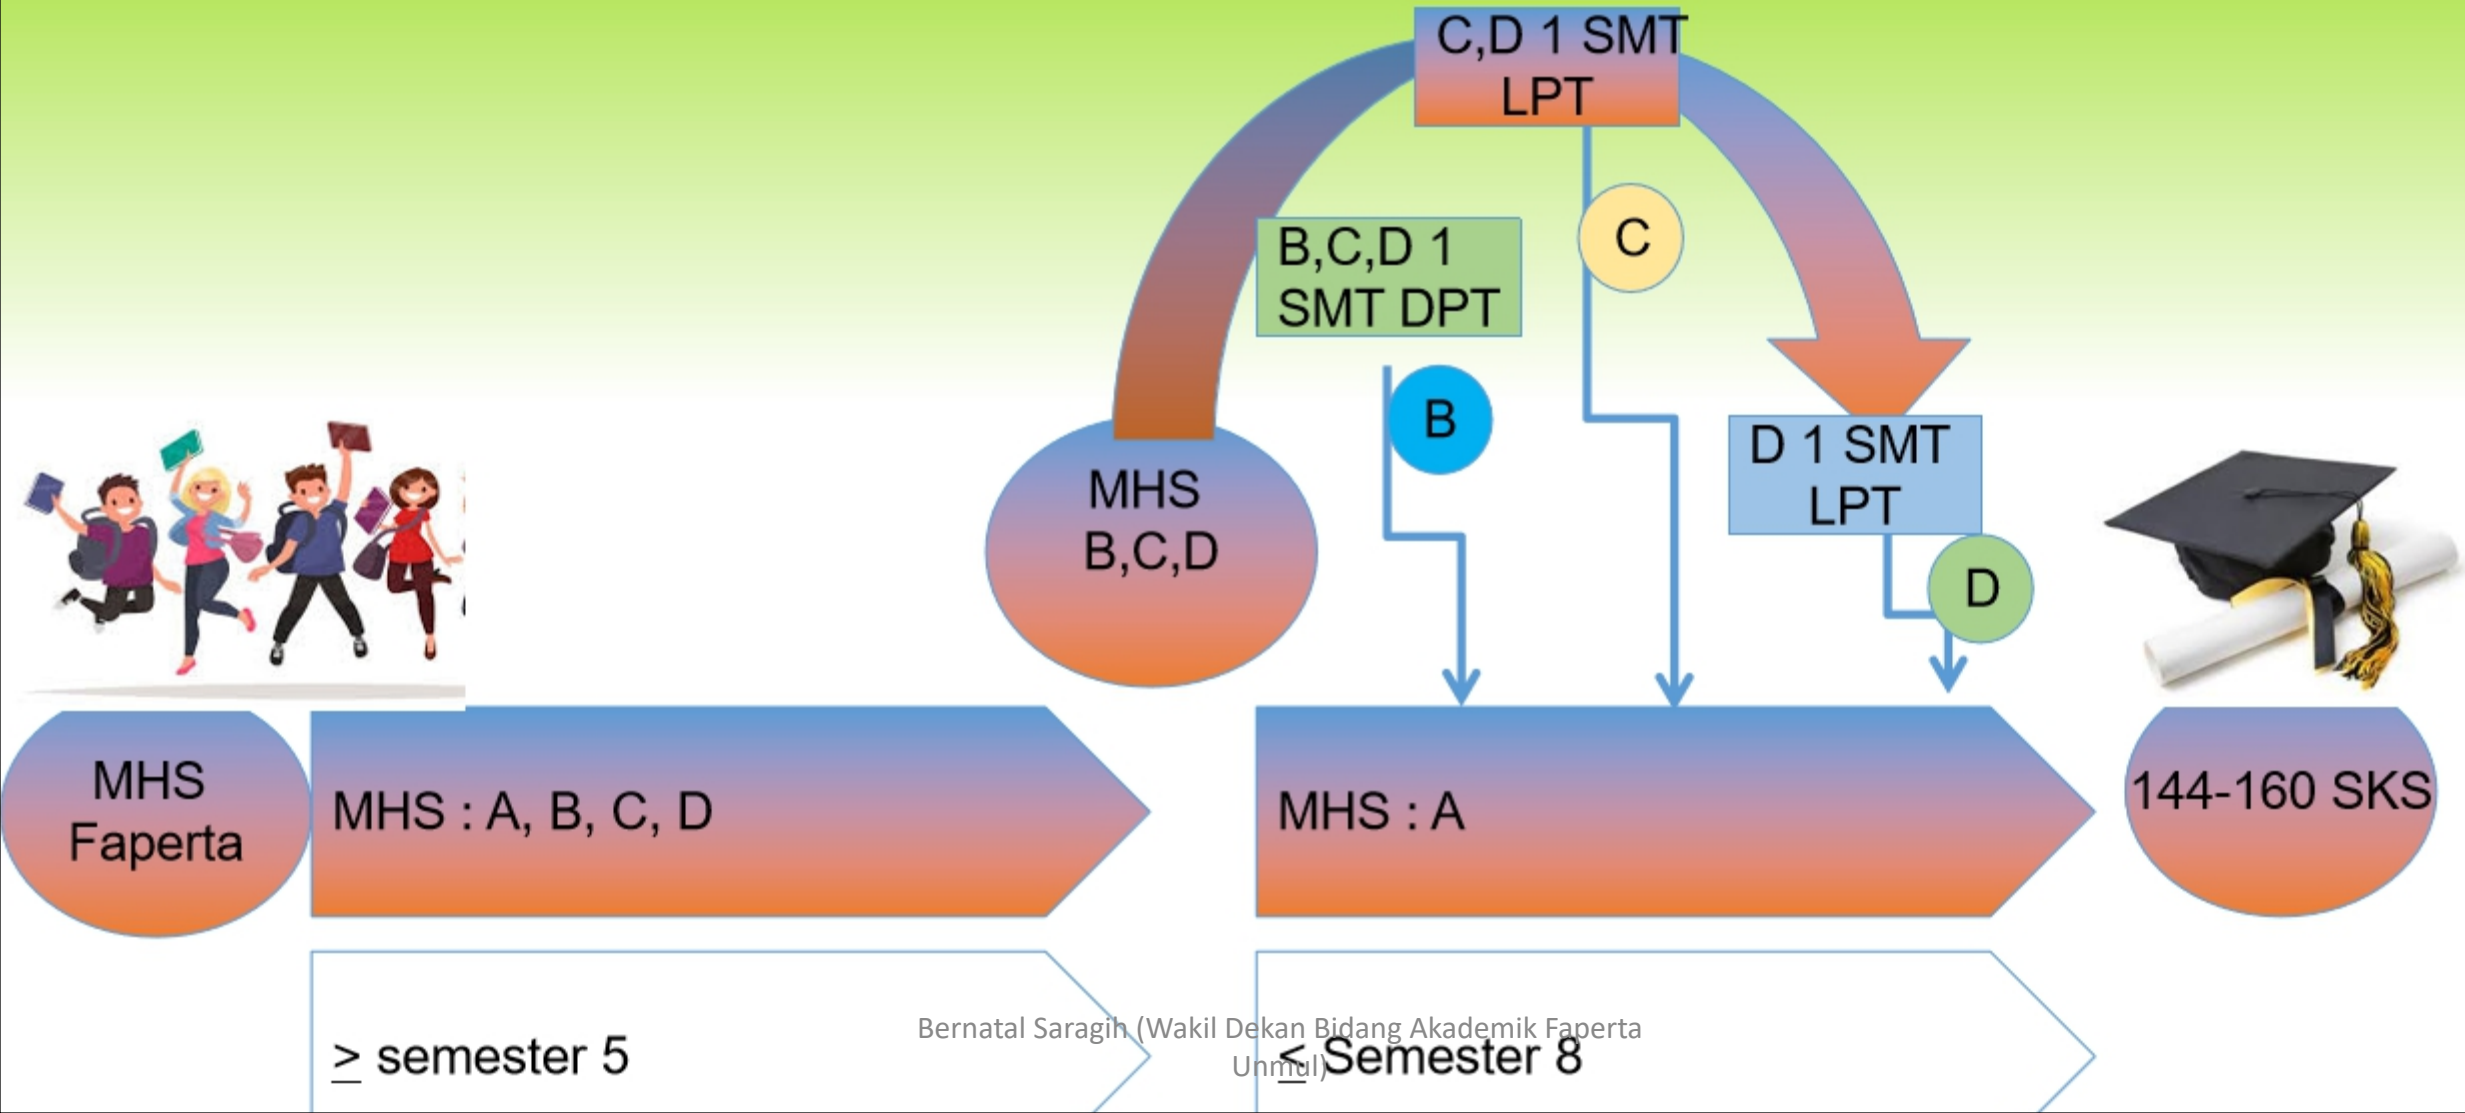 C,D 1 SMT
LPT
B,C,D 1
SMT DPT
C
B
MHS
B,C,D
D 1 SMT
LPT
D
MHS
Faperta
MHS : A, B, C, D
MHS : A
144-160 SKS
≥ semester 5
≤ Semester 8
Bernatal Saragih (Wakil Dekan Bidang Akademik Faperta
Unmul)